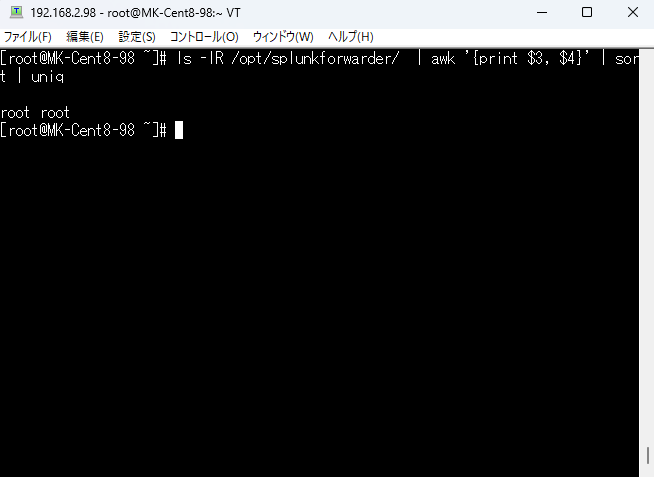 192.168.2.98 - root@MK-Cent8-98:~ VT
ファイル(F) 編集(E) 設定(S) コントロール(O) ウィンドウ(W) ヘルプ(H)
[root@MK-Cent8-98 ~]# ls -lR /opt/splunkforwarder/  | awk '{print $3, $4}' | sor
t | uniq

root root
[root@MK-Cent8-98 ~]#